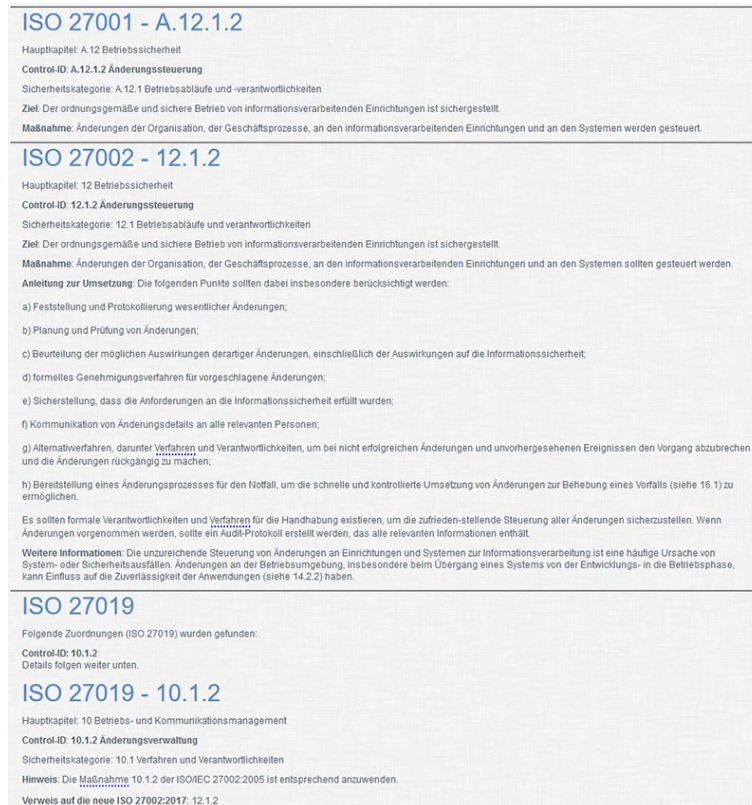 ISO 27001 - A.12.1.2
Hauptkapitel: A.12 Betriebssicherheit
Control-ID: A.12.1.2 Änderungssteuerung
Sicherheitskategorie: A.12.1 Betriebsabläufe und -verantwortlichkeiten
Ziel: Der ordnungsgemäße und sichere Betrieb von informationsverarbeitenden Einrichtungen ist sichergestellt.
Maßnahme: Änderungen der Organisation, der Geschäftsprozesse, an den informationsverarbeitenden Einrichtungen und an den Systemen werden gesteuert.
ISO 27002 - 12.1.2
Hauptkapitel: 12 Betriebssicherheit
Control-ID: 12.1.2 Änderungssteuerung
Sicherheitskategorie: 12.1 Betriebsabläufe und verantwortlichkeiten
Ziel: Der ordnungsgemäße und sichere Betrieb von informationsverarbeitenden Einrichtungen ist sichergestellt.
Maßnahme: Änderungen der Organisation, der Geschäftsprozesse, an den informationsverarbeitenden Einrichtungen und an den Systemen sollten gesteuert werden.
Anleitung zur Umsetzung: Die folgenden Punkte sollten dabei insbesondere berücksichtigt werden:
a) Feststellung und Protokollierung wesentlicher Änderungen;
b) Planung und Prüfung von Änderungen;
c) Beurteilung der möglichen Auswirkungen derartiger Änderungen, einschließlich der Auswirkungen auf die Informationssicherheit;
d) formelles Genehmigungsverfahren für vorgeschlagene Änderungen;
e) Sicherstellung, dass die Anforderungen an die Informationssicherheit erfüllt wurden;
f) Kommunikation von Änderungsdetails an alle relevanten Personen;
g) Alternativverfahren, darunter Verfahren und Verantwortlichkeiten, um bei nicht erfolgreichen Änderungen und unvorhergesehenen Ereignissen den Vorgang abzubrechen
und die Änderungen rückgängig zu machen;
h) Bereitstellung eines Änderungsprozesses für den Notfall, um die schnelle und kontrollierte Umsetzung von Änderungen zur Behebung eines Vorfalls (siehe 16.1) zu
ermöglichen.
Es sollten formale Verantwortlichkeiten und Verfahren für die Handhabung existieren, um die zufrieden-stellende Steuerung aller Änderungen sicherzustellen. Wenn
Änderungen vorgenommen werden, sollte ein Audit-Protokoll erstellt werden, das alle relevanten Informationen enthält.
Weitere Informationen: Die unzureichende Steuerung von Änderungen an Einrichtungen und Systemen zur Informationsverarbeitung ist eine häufige Ursache von
System- oder Sicherheitsausfällen. Änderungen an der Betriebsumgebung, insbesondere beim Übergang eines Systems von der Entwicklungs- in die Betriebsphase,
kann Einfluss auf die Zuverlässigkeit der Anwendungen (siehe 14.2.2) haben.
ISO 27019
Folgende Zuordnungen (ISO 27019) wurden gefunden:
Control-ID: 10.1.2
Details folgen weiter unten.
ISO 27019 - 10.1.2
Hauptkapitel: 10 Betriebs- und Kommunikationsmanagement
Control-ID: 10.1.2 Änderungsverwaltung
Sicherheitskategorie: 10.1 Verfahren und Verantwortlichkeiten
Hinweis: Die Maßnahme 10.1.2 der ISO/IEC 27002:2005 ist entsprechend anzuwenden.
Verweis auf die neue ISO 27002:2017: 12.1.2